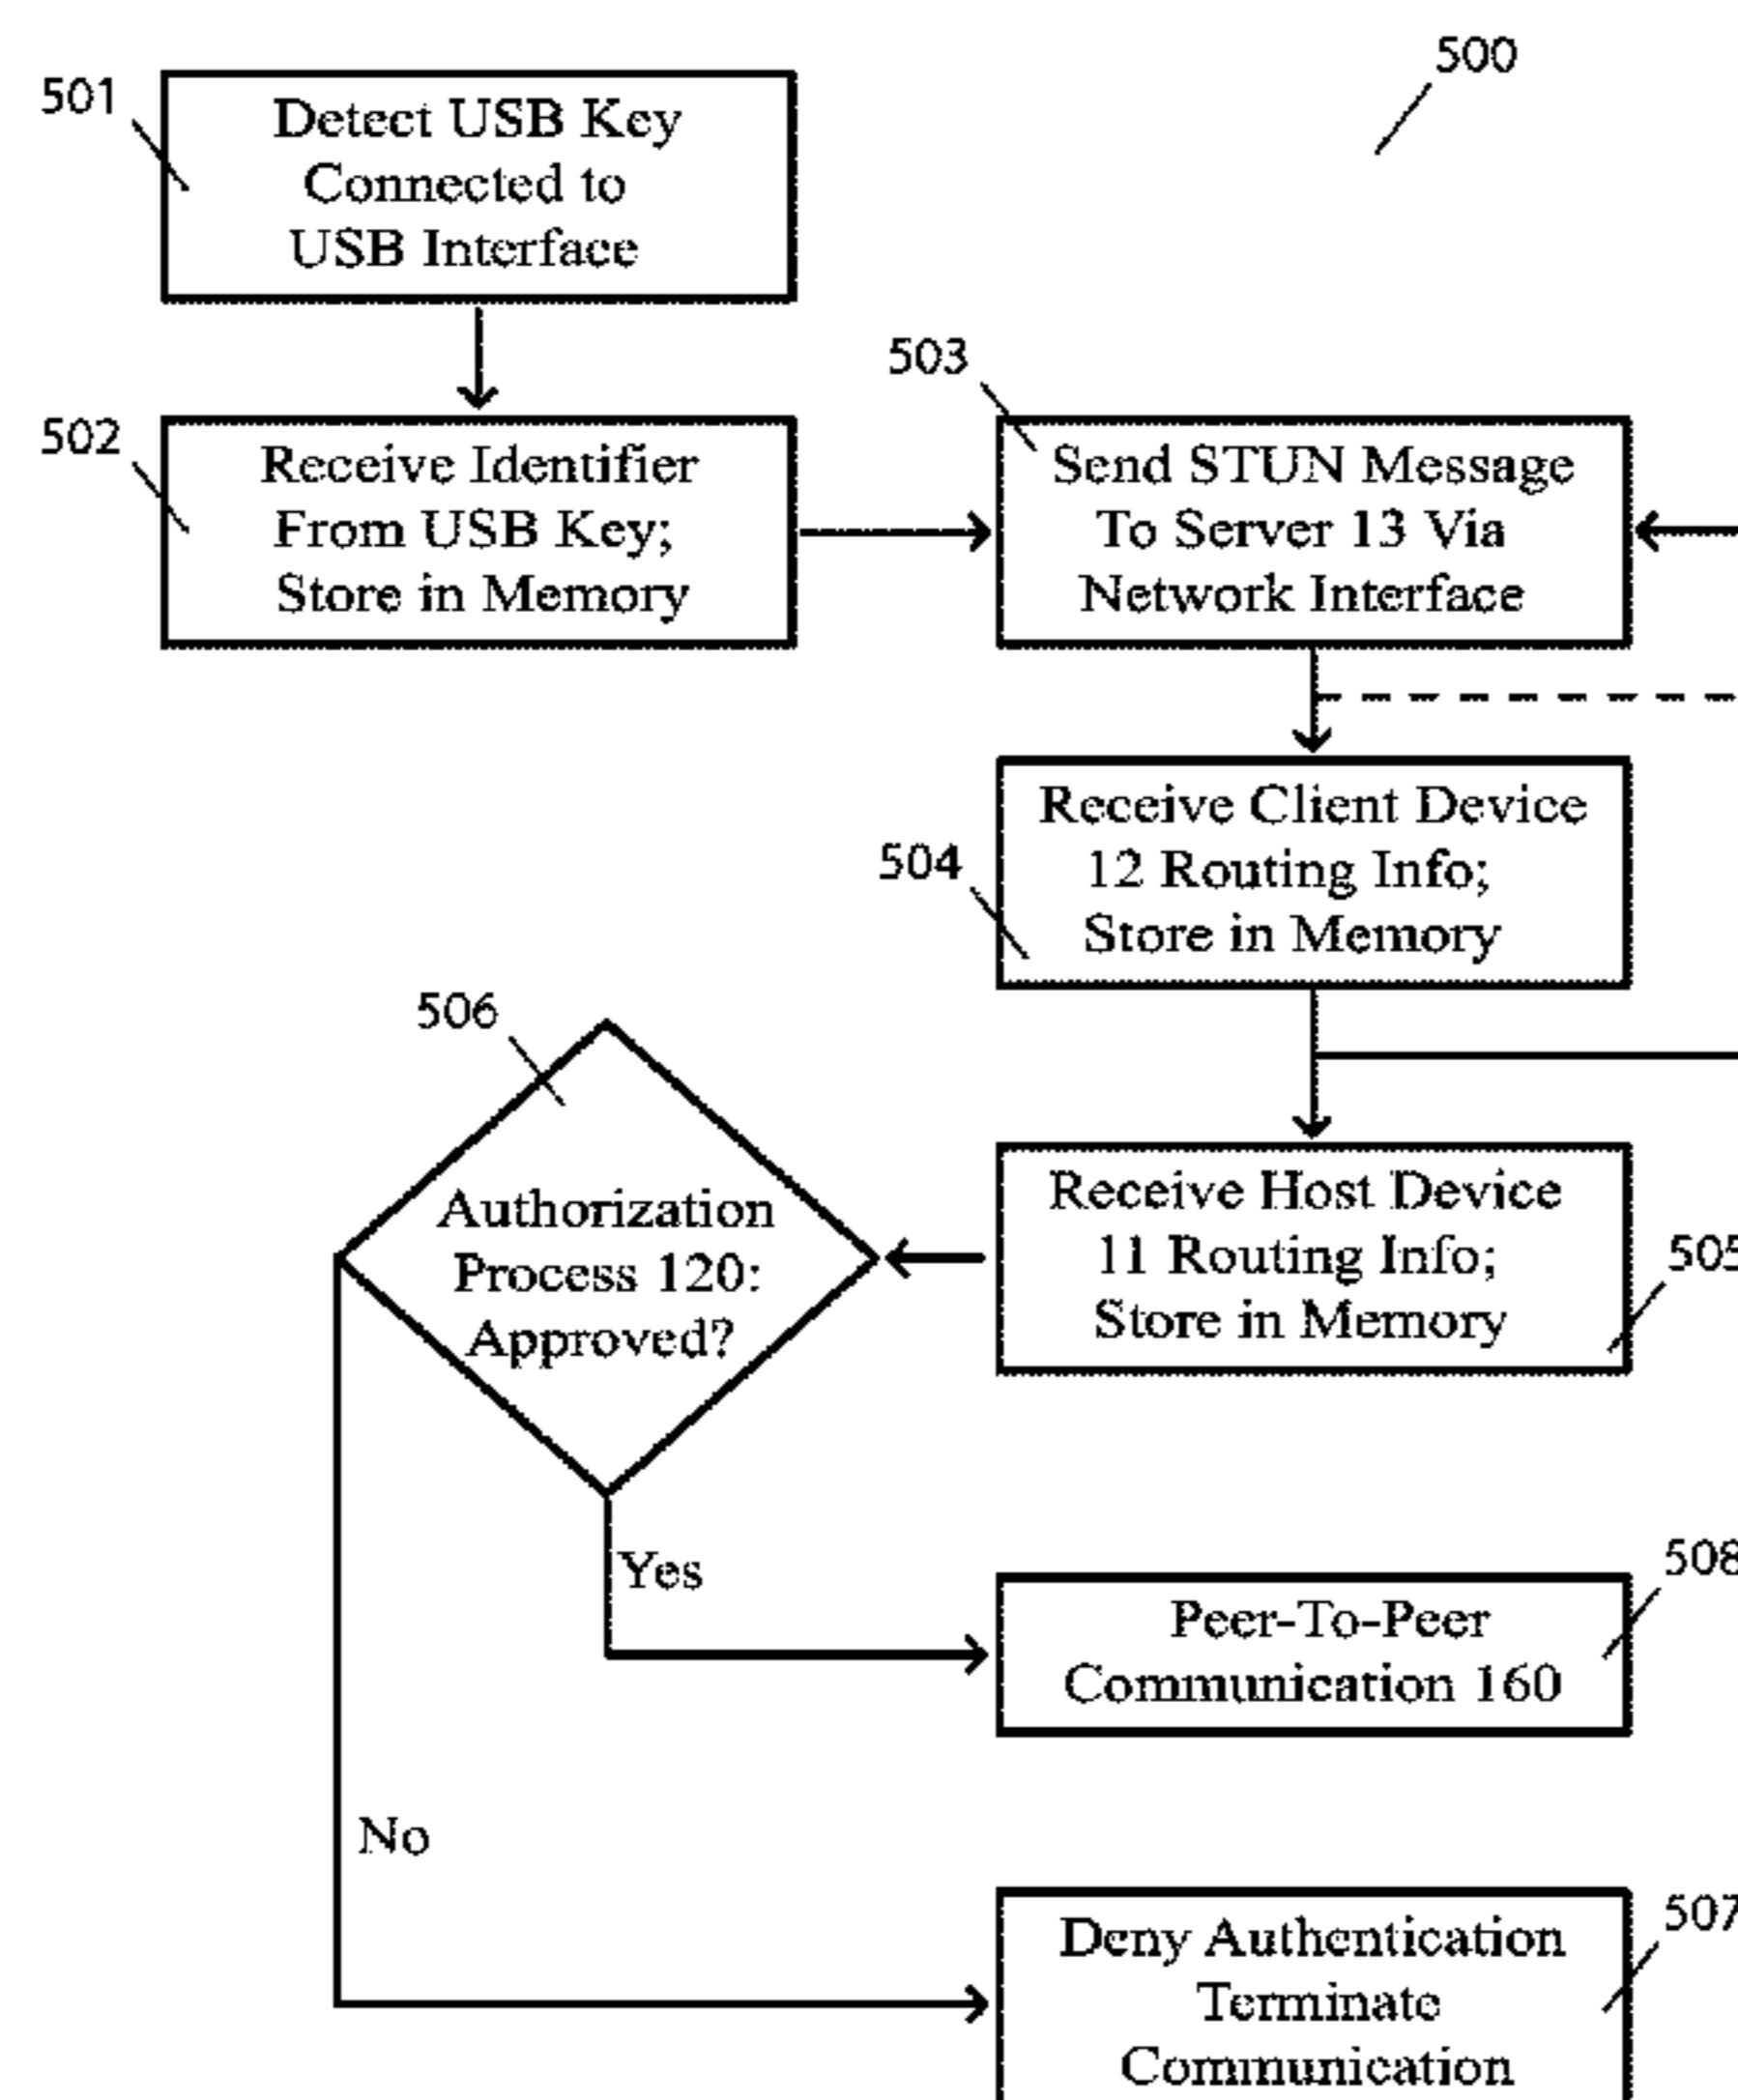 500
501
Detect USB Key
Connected to
USB Interface
502
Receive Identifier
From USB Key;
Store in Memory
503
Send STUN Message
To Server 13 Via
Network Interface
504
Receive Client Device
12 Routing Info;
Store in Memory
505
Receive Host Device
11 Routing Info;
Store in Memory
506
Authorization
Process 120:
Approved?
Yes
508
Peer-To-Peer
Communication 160
No
507
Deny Authentication
Terminate
Communication